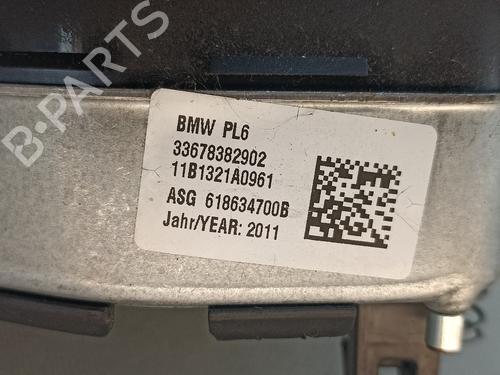 B-PARTS
BMW PL6
33678382902
11B1321A0961
ASG 618634700B
Jahr/YEAR: 2011